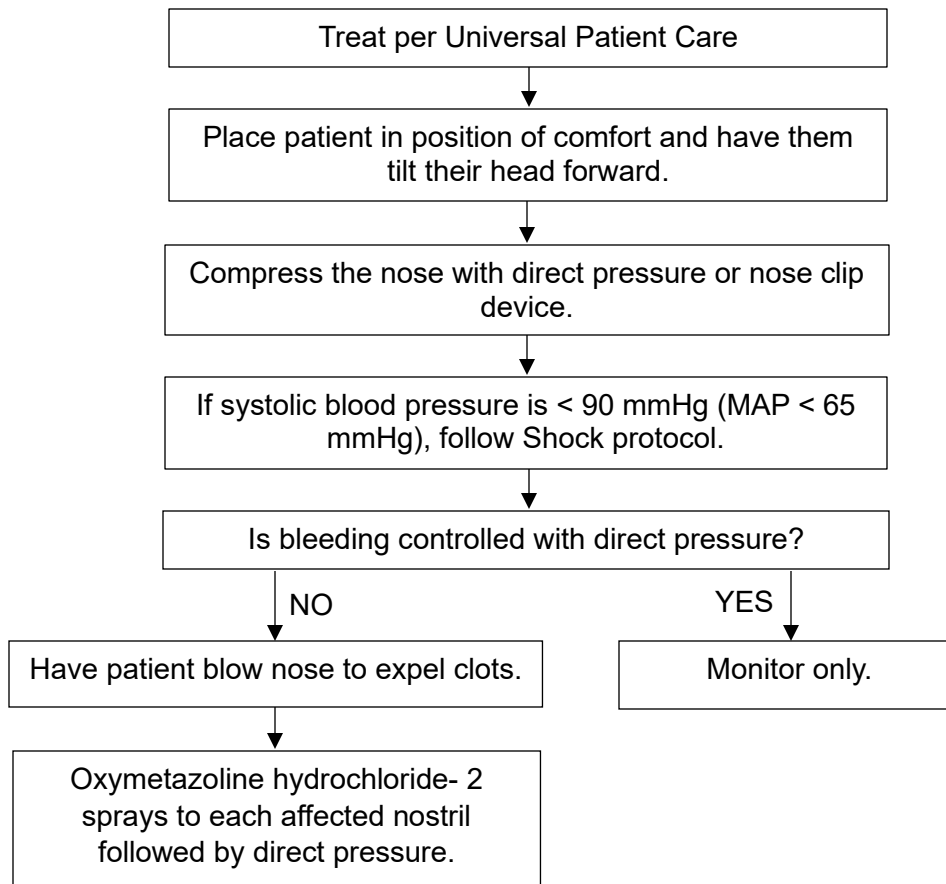 Treat per Universal Patient Care
Place patient in position of comfort and have them
tilt their head forward.
Compress the nose with direct pressure or nose clip
device.
If systolic blood pressure is < 90 mmHg (MAP < 65
mmHg), follow Shock protocol.
Is bleeding controlled with direct pressure?
NO
YES
Have patient blow nose to expel clots.
Monitor only.
Oxymetazoline hydrochloride- 2
sprays to each affected nostril
followed by direct pressure.